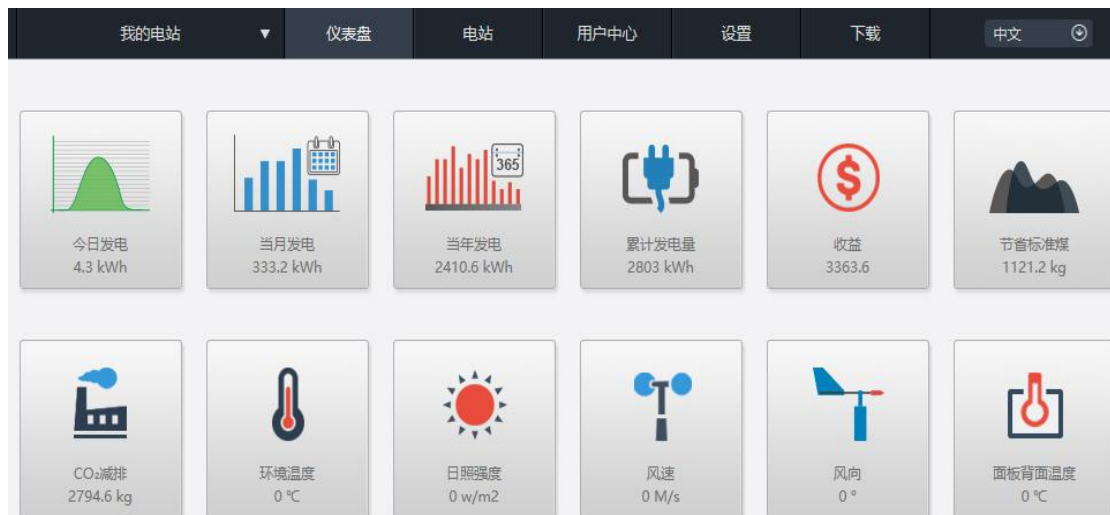 我的电站 ▼ 仪表盘 电站 用户中心 设置 下载 中文
365
今日发电 当月发电 当年发电 累计发电量 收益 节省标准煤
4.3 kWh 333.2 kWh 2410.6 kWh 2803 kWh 3363.6 1121.2 kg
CO₂减排 环境温度 日照强度 风速 风向 面板背面温度
2794.6 kg 0 ℃ 0 w/m2 0 M/s 0 ° 0 ℃